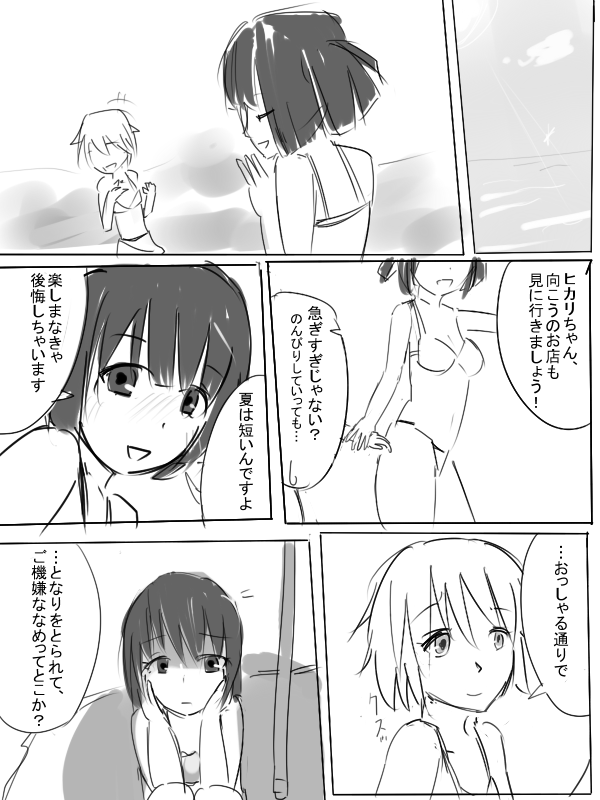 ヒカリちゃん、
向こうのお店も
見に行きましょう！
急ぎすぎじゃない？
のんびりしていっても…
夏は短いんですよ
楽しまなきゃ
後悔しちゃいます
…おっしゃる通りで
クスッ
…となりをとられて、
ご機嫌ななめってとこか？